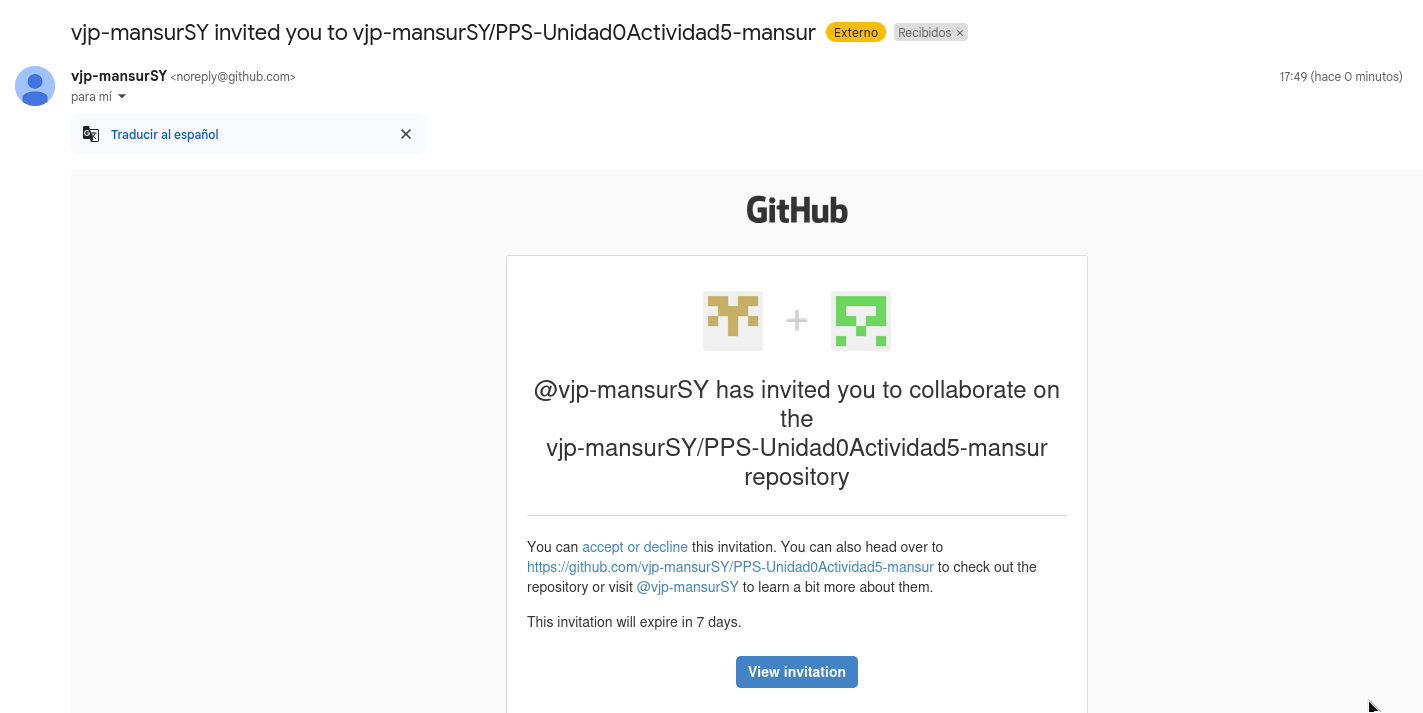 vjp-mansurSY invited you to vjp-mansurSY/PPS-Unidad0Actividad5-mansur Externo Recibidos ×
vjp-mansurSY <noreply@github.com> 17:49 (hace 0 minutos)
para mí
Traducir al español
GitHub
@vjp-mansurSY has invited you to collaborate on
the
vjp-mansurSY/PPS-Unidad0Actividad5-mansur
repository
You can accept or decline this invitation. You can also head over to
https://github.com/vjp-mansurSY/PPS-Unidad0Actividad5-mansur to check out the
repository or visit @vjp-mansurSY to learn a bit more about them.
This invitation will expire in 7 days.
View invitation